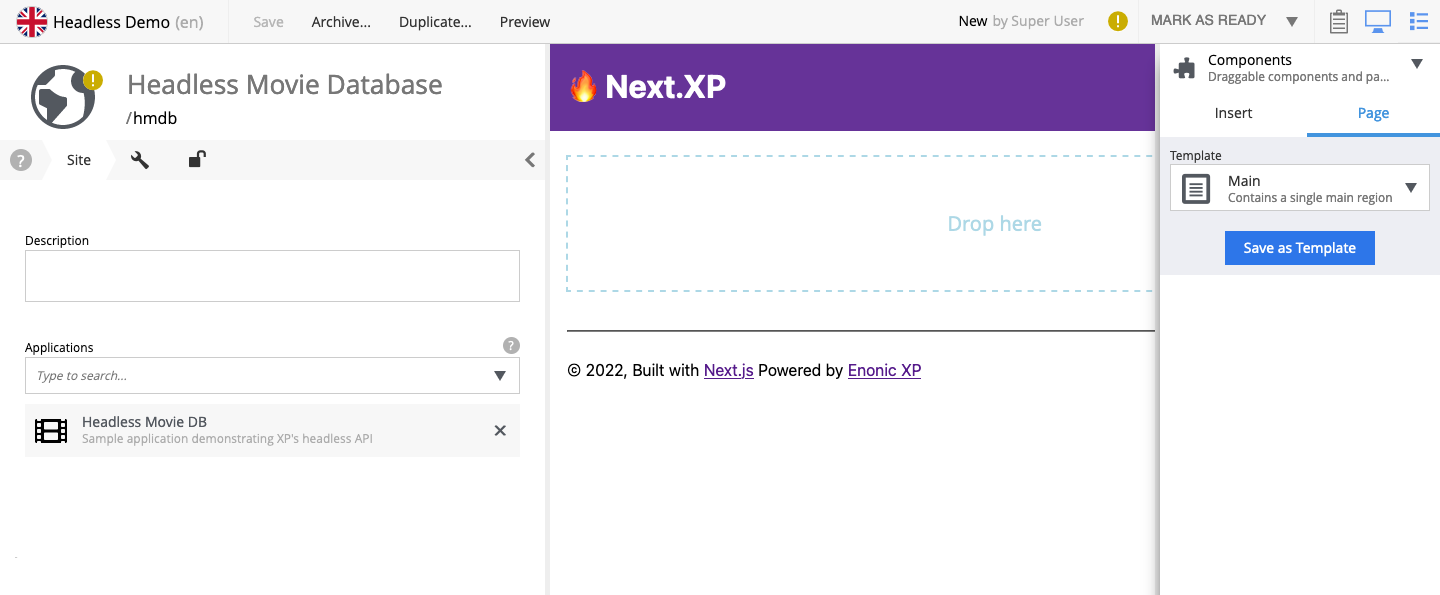 Headless Demo (en)
Save
Archive...
Duplicate...
Preview
New by Super User
!
MARK AS READY
!
Headless Movie Database
/hmdb
?
Site
Description
Applications
?
Type to search...
Headless Movie DB
Sample application demonstrating XP's headless API
🔥 Next.XP
Drop here
© 2022, Built with Next.js Powered by Enonic XP
Components
Draggable components and pa...
Insert
Page
Template
Main
Contains a single main region
Save as Template